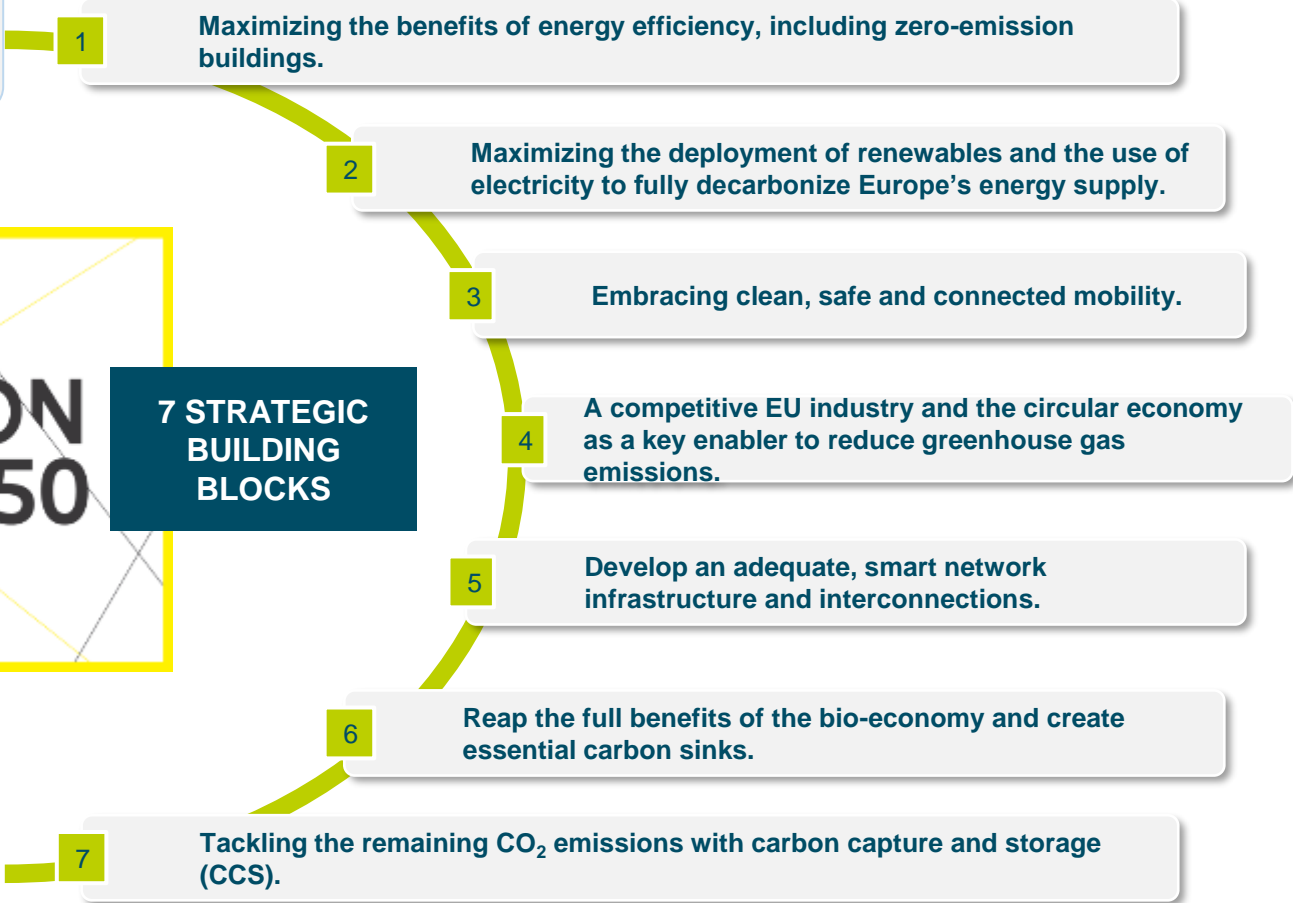 1
Maximizing the benefits of energy efficiency, including zero-emission
buildings.
2
Maximizing the deployment of renewables and the use of
electricity to fully decarbonize Europe’s energy supply.
3
Embracing clean, safe and connected mobility.
ON
50
7 STRATEGIC
BUILDING
BLOCKS
4
A competitive EU industry and the circular economy
as a key enabler to reduce greenhouse gas
emissions.
5
Develop an adequate, smart network
infrastructure and interconnections.
6
Reap the full benefits of the bio-economy and create
essential carbon sinks.
7
Tackling the remaining CO₂ emissions with carbon capture and storage
(CCS).